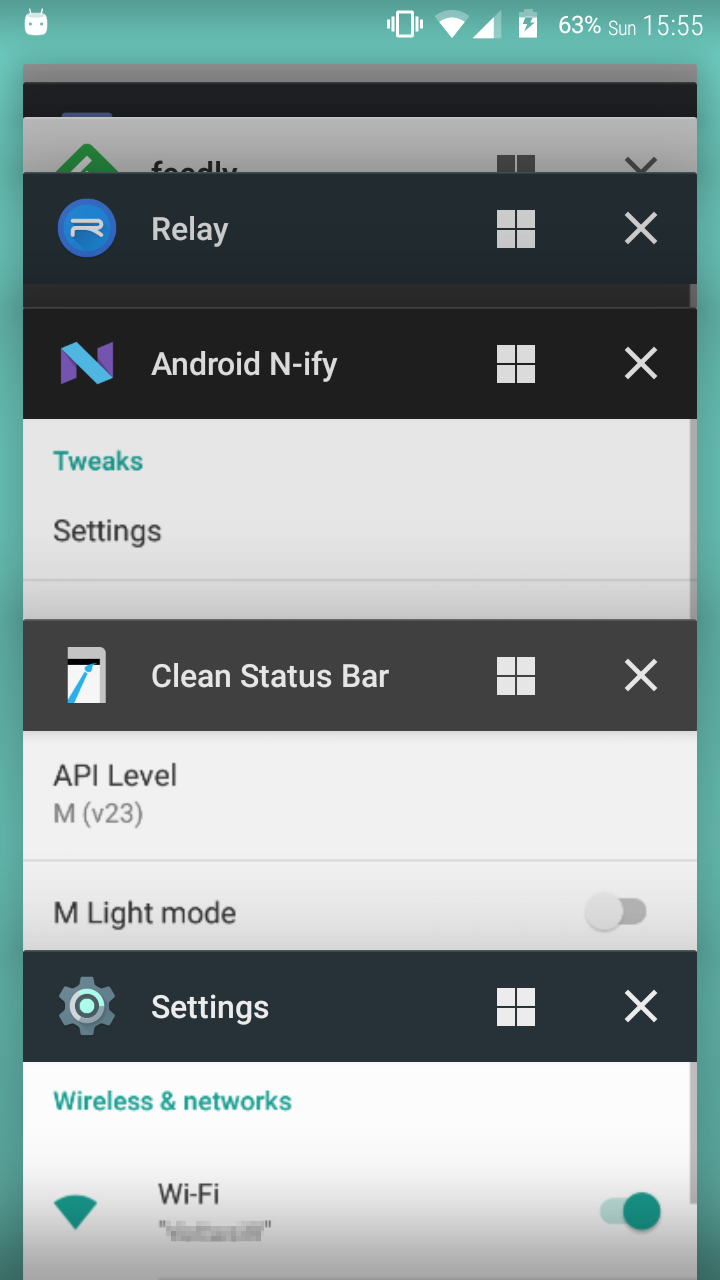 63% Sun 15:55
feedly
Relay
Android N-ify
Tweaks
Settings
Clean Status Bar
API Level
M (v23)
M Light mode
Settings
Wireless & networks
Wi-Fi